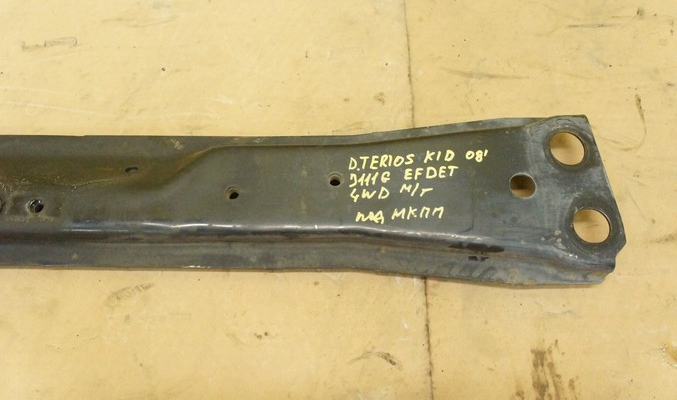 D.TERIOS KID 08'
J111G EFDET
4WD M/T
под МКПП